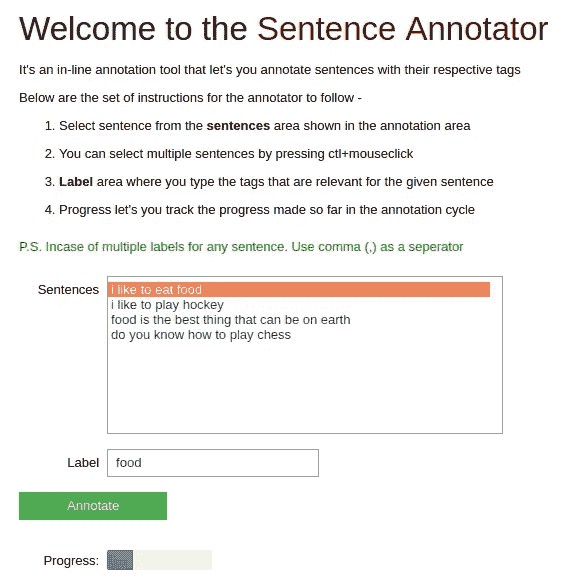 Welcome to the Sentence Annotator
It's an in-line annotation tool that let's you annotate sentences with their respective tags
Below are the set of instructions for the annotator to follow -
1. Select sentence from the sentences area shown in the annotation area
2. You can select multiple sentences by pressing ctl+mouseclick
3. Label area where you type the tags that are relevant for the given sentence
4. Progress let's you track the progress made so far in the annotation cycle
P.S. Incase of multiple labels for any sentence. Use comma (,) as a seperator
Sentences
i like to eat food
i like to play hockey
food is the best thing that can be on earth
do you know how to play chess
Label food
Annotate
Progress: